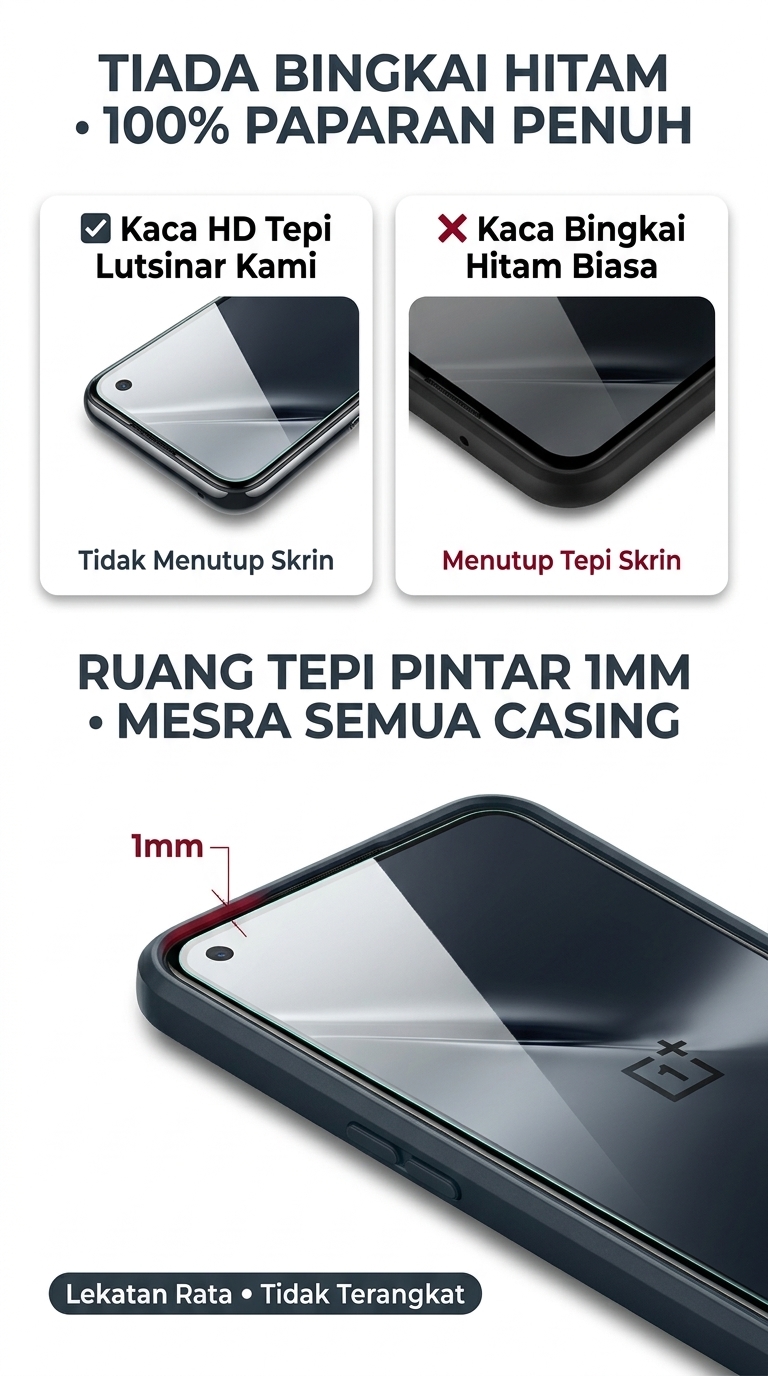 TIADA BINGKAI HITAM
• 100% PAPARAN PENUH
Kaca HD Tepi
Lutsinar Kami
Tidak Menutup Skrin
Kaca Bingkai
Hitam Biasa
Menutup Tepi Skrin
RUANG TEPI PINTAR 1MM
• MESRA SEMUA CASING
1mm
1+
Lekatan Rata • Tidak Terangkat